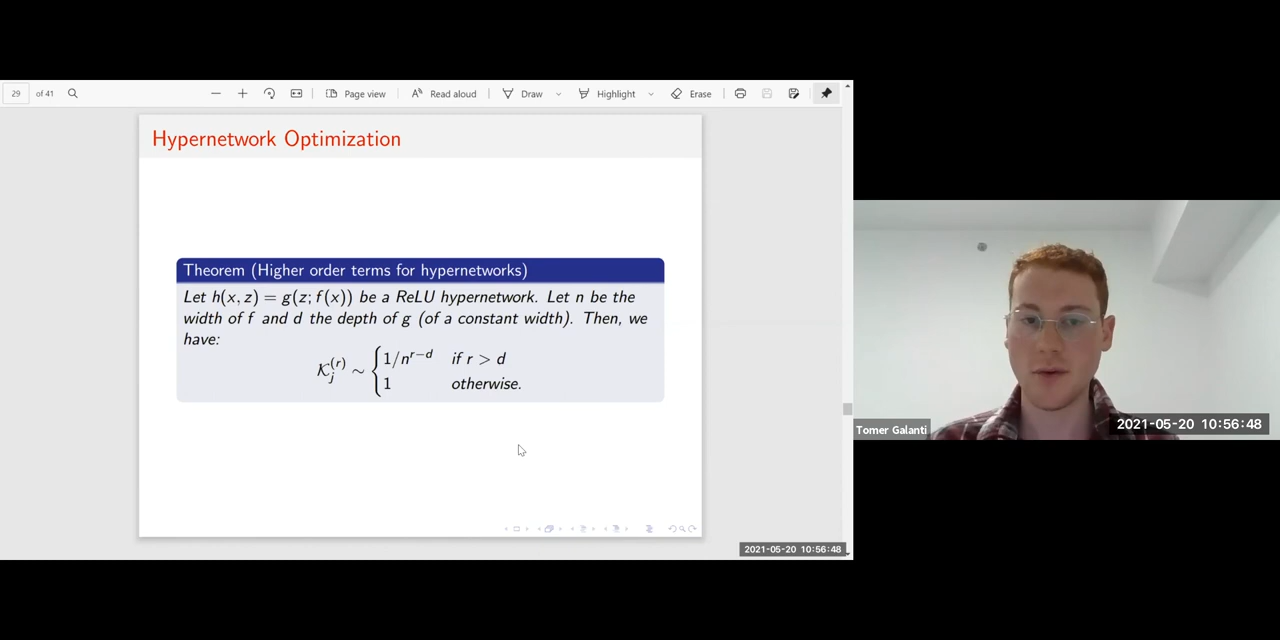 29 of 41 Page view Read aloud Draw Highlight Erase
Hypernetwork Optimization
Theorem (Higher order terms for hypernetworks)
Let h(x, z) = g(z; f(x)) be a ReLU hypernetwork. Let n be the
width of f and d the depth of g (of a constant width). Then, we
have:
𝒦_j^{(r)} ∼ { 1/n^{r−d} if r > d
1 otherwise.
Tomer Galanti
2021-05-20 10:56:48
2021-05-20 10:56:48